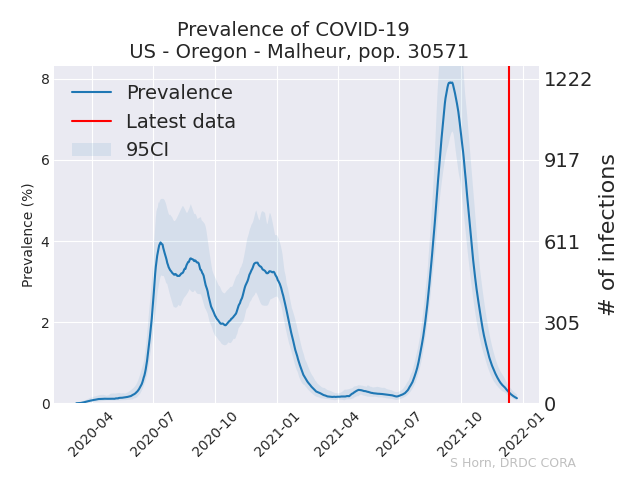 Prevalence of COVID-19
US - Oregon - Malheur, pop. 30571
Prevalence
Latest data
95CI
Prevalence (%)
8
6
4
2
0
1222
917
611
305
0
# of infections
2020-04
2020-07
2020-10
2021-01
2021-04
2021-07
2021-10
2022-01
S Horn, DRDC CORA